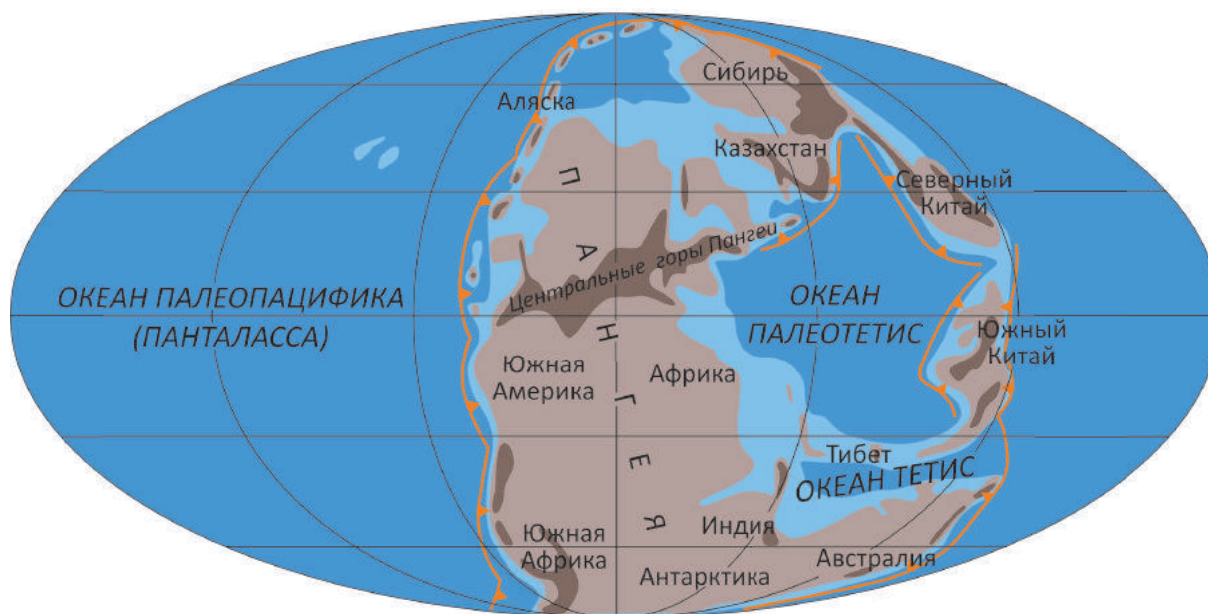 Сибирь
Аляска
Казахстан
Северный
Китай
ПАНГЕЯ
Центральные горы Пангеи
ОКЕАН ПАЛЕОПАЦИФИКА
(ПАНТАЛАССА)
ОКЕАН
ПАЛЕОТЕТИС
Южный
Китай
Южная
Америка
Африка
Тибет
ОКЕАН ТЕТИС
Индия
Южная
Африка
Австралия
Антарктика